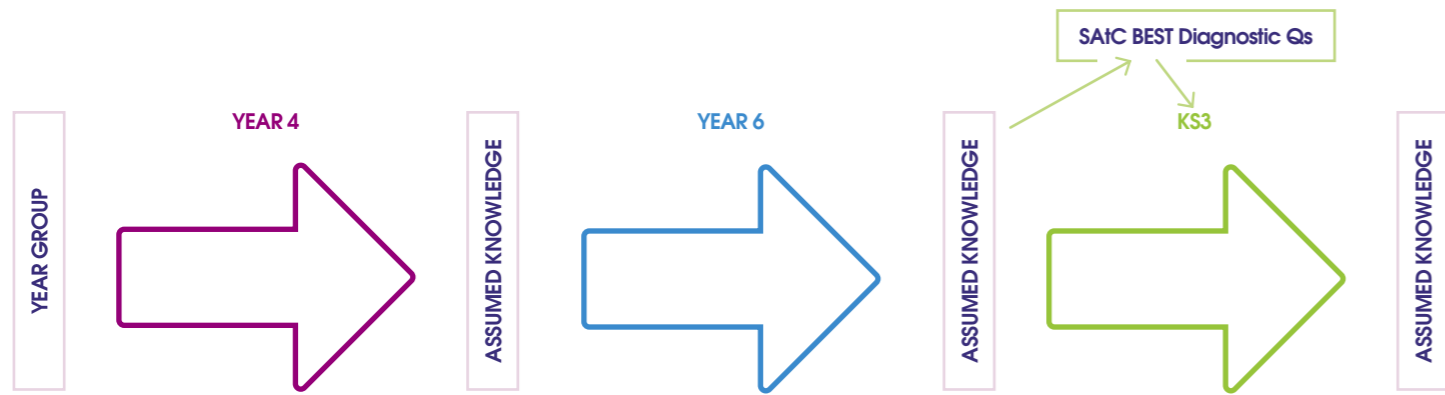 SAtC BEST Diagnostic Qs
YEAR GROUP
YEAR 4
ASSUMED KNOWLEDGE
YEAR 6
ASSUMED KNOWLEDGE
KS3
ASSUMED KNOWLEDGE